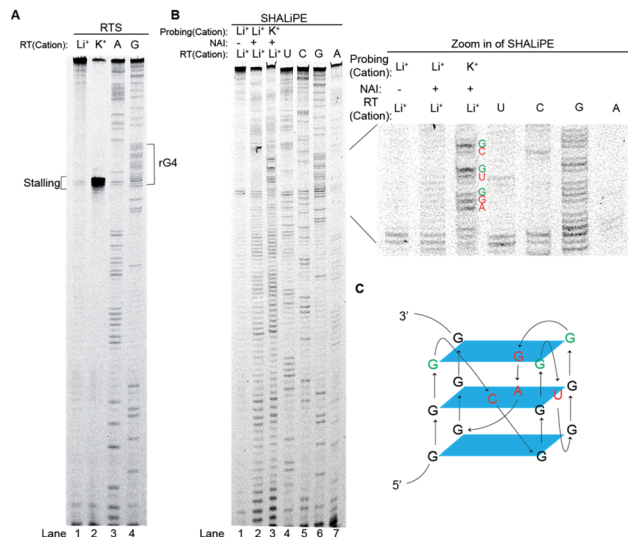 A
RTS
RT(Cation): Li⁺ K⁺ A G
rG4
Stalling
Lane 1 2 3 4
B
SHALiPE
Probing(Cation): Li⁺ Li⁺ K⁺
NAI: - + +
RT(Cation): Li⁺ Li⁺ Li⁺ U C G A
Lane 1 2 3 4 5 6 7
Zoom in of SHALiPE
Probing
(Cation) Li⁺ Li⁺ K⁺
NAI: - + +
RT
(Cation): Li⁺ Li⁺ Li⁺ U C G A
G
C
G
U
G
G
A
C
3'
G
G
G
G
G
G
A
C
U
G
G
G
G
G
G
G
G
5'